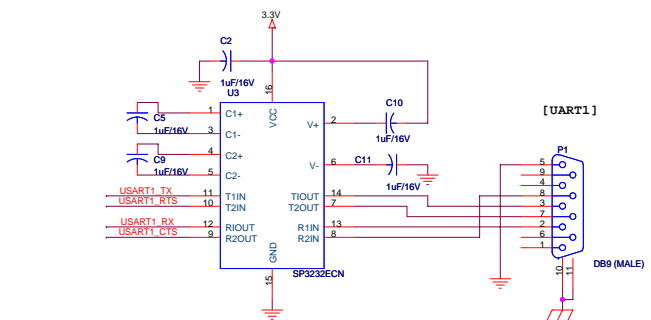 3.3V
C2
1uF/16V
U3
16
VCC
C10
1uF/16V
[UART1]
C5
1uF/16V
1 C1+
3 C1-
V+ 2
C9
1uF/16V
4 C2+
5 C2-
V- 6
C11
1uF/16V
USART1_TX 11 T1IN
USART1_RTS 10 T2IN
TIOUT 14
T2OUT 7
USART1_RX 12 RIOUT
USART1_CTS 9 R2OUT
R1IN 13
R2IN 8
GND
15
SP3232ECN
P1
5
9
4
8
3
7
2
6
1
10
11
DB9 (MALE)